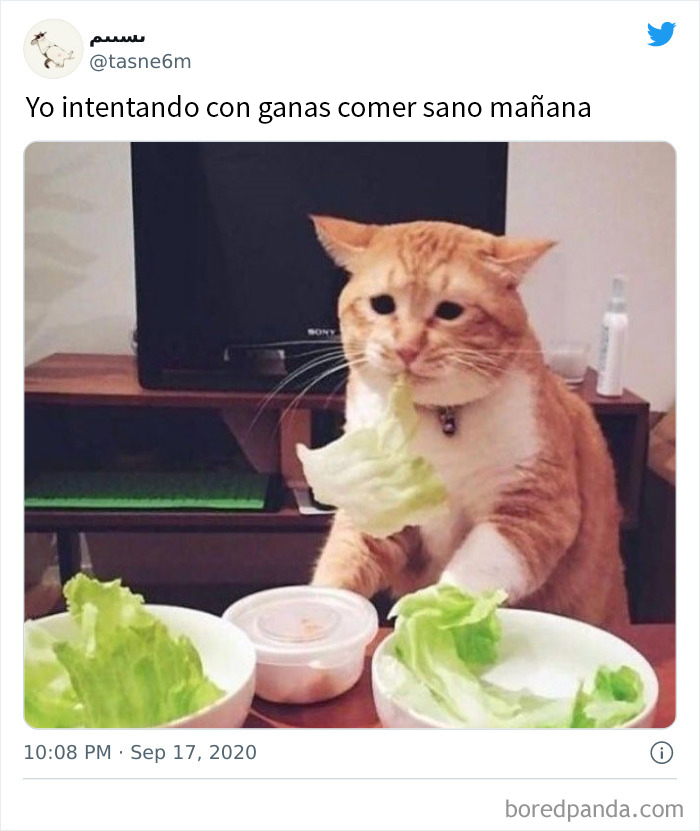 @tasne6m
Yo intentando con ganas comer sano mañana
SONY
10:08 PM · Sep 17, 2020
boredpanda.com